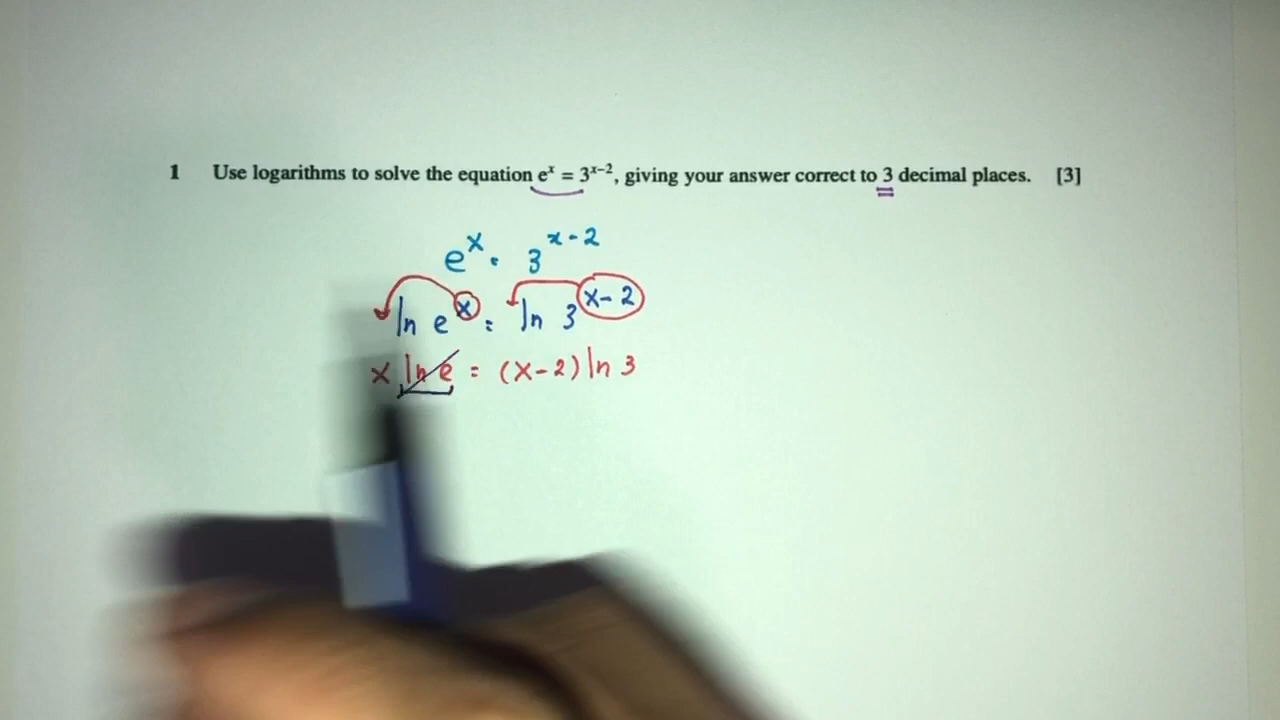 1 Use logarithms to solve the equation eˣ = 3ˣ⁻², giving your answer correct to 3 decimal places. [3]
eˣ = 3ˣ⁻²
ln eˣ = ln 3ˣ⁻²
x ln e = (x-2) ln 3